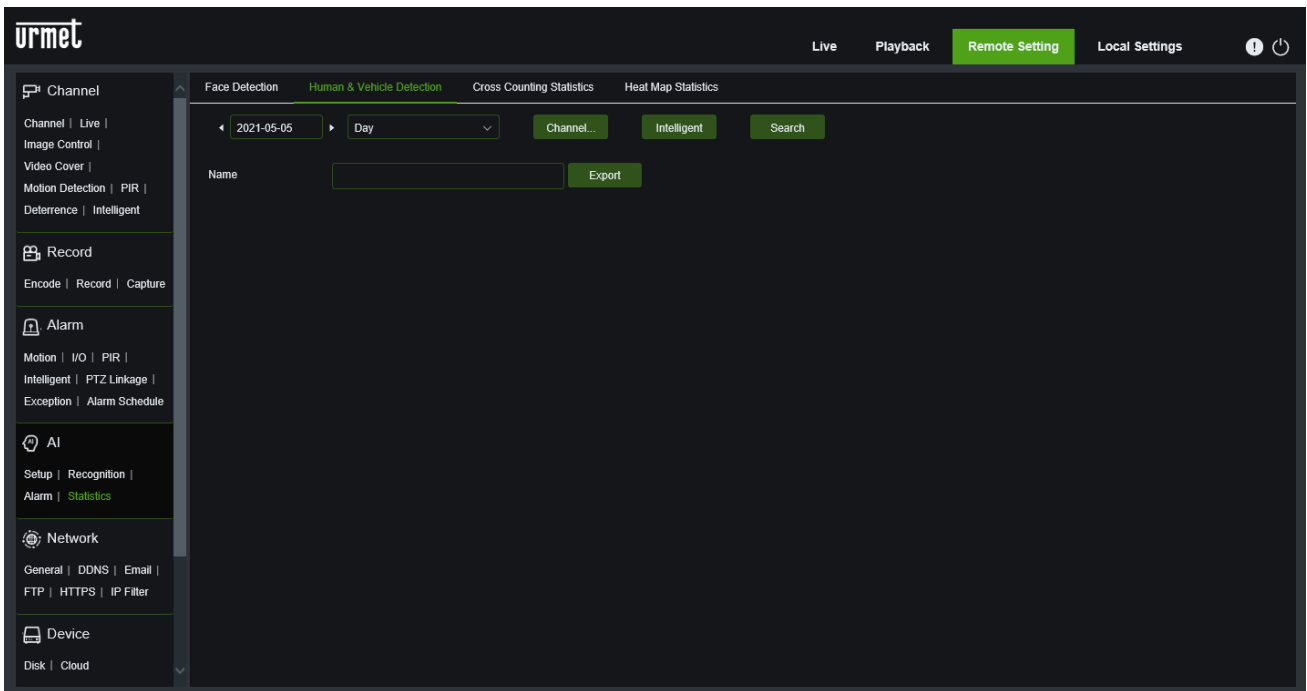 urmet
Live Playback Remote Setting Local Settings
Channel
Channel | Live |
Image Control |
Video Cover |
Motion Detection | PIR |
Deterrence | Intelligent
Record
Encode | Record | Capture
Alarm
Motion | I/O | PIR |
Intelligent | PTZ Linkage |
Exception | Alarm Schedule
AI
Setup | Recognition |
Alarm | Statistics
Network
General | DDNS | Email |
FTP | HTTPS | IP Filter
Device
Disk | Cloud
Face Detection Human & Vehicle Detection Cross Counting Statistics Heat Map Statistics
2021-05-05 Day Channel... Intelligent Search
Name Export